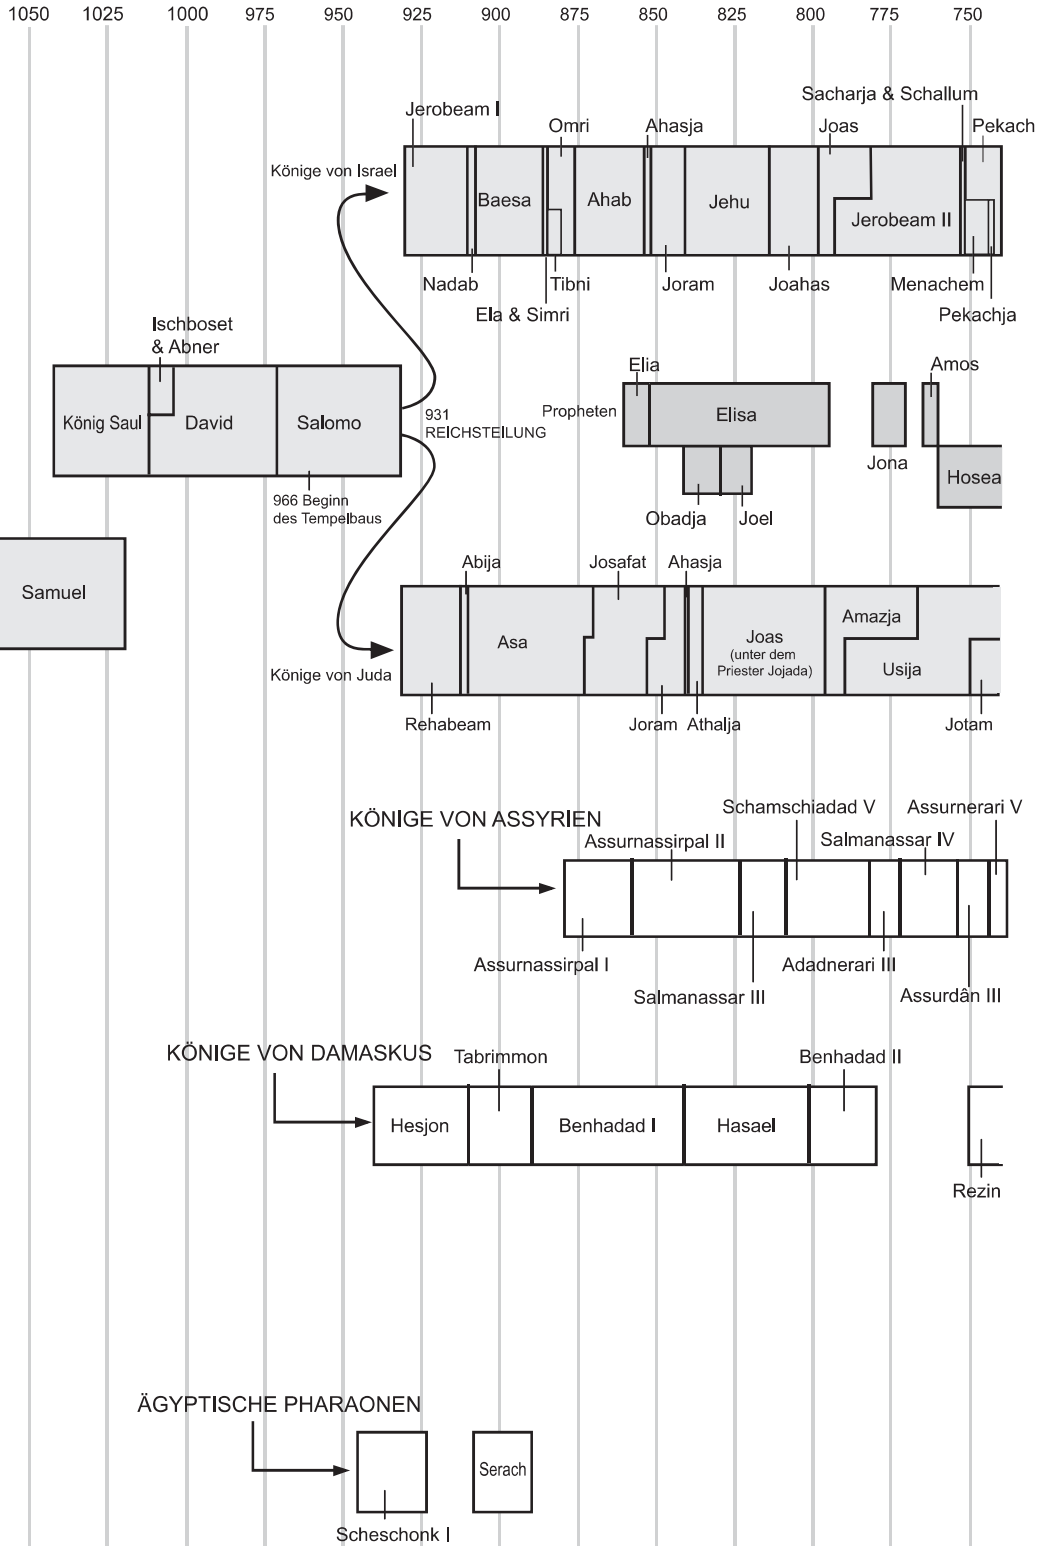 1050 1025 1000 975 950 925 900 875 850 825 800 775 750
Sacharja & Schallum
Jerobeam I
Omri
Ahasja
Joas
Pekach
Könige von Israel
Baesa
Ahab
Jehu
Jerobeam II
Nadab
Tibni
Joram
Joahas
Menachem
Ela & Simri
Pekachja
Ischboset
& Abner
König Saul
David
Salomo
931
REICHSTEILUNG
966 Beginn
des Tempelbaus
Propheten
Elia
Elisa
Amos
Jona
Hosea
Obadja
Joel
Samuel
Abija
Josafat
Ahasja
Asa
Joas
(unter dem
Priester Jojada)
Amazja
Usija
Könige von Juda
Rehabeam
Joram
Athalja
Jotam
KÖNIGE VON ASSYRIEN
Schamschiadad V
Assurnerari V
Assurnassirpal II
Salmanassar IV
Assurnassirpal I
Adadnerari III
Salmanassar III
Assurdân III
KÖNIGE VON DAMASKUS
Tabrimmon
Benhadad II
Hesjon
Benhadad I
Hasael
Rezin
ÄGYPTISCHE PHARAONEN
Serach
Scheschonk I